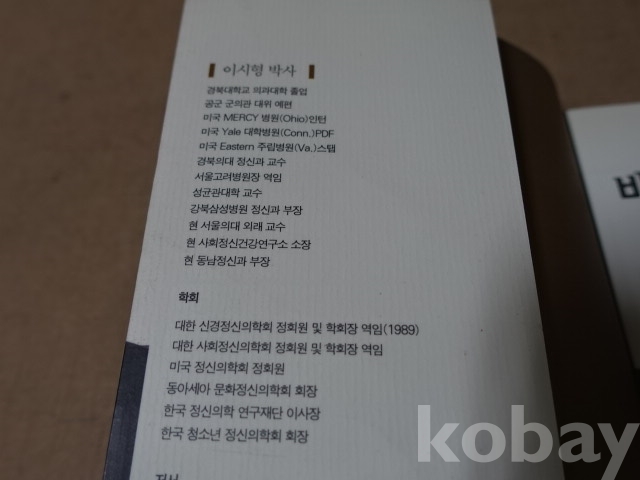 이시형 박사
경북대학교 의과대학 졸업
공군 군의관 대위 예편
미국 MERCY 병원(Ohio)인턴
미국 Yale 대학병원(Conn.)PDF
미국 Eastern 주립병원(Va.)스탭
경북의대 정신과 교수
서울고려병원장 역임
성균관대학 교수
강북삼성병원 정신과 부장
현 서울의대 외래 교수
현 사회정신건강연구소 소장
현 동남정신과 부장
학회
대한 신경정신의학회 정회원 및 학회장 역임(1989)
대한 사회정신의학회 정회원 및 학회장 역임
미국 정신의학회 정회원
동아세아 문화정신의학회 회장
한국 정신의학 연구재단 이사장
한국 청소년 정신의학회 회장
kobay